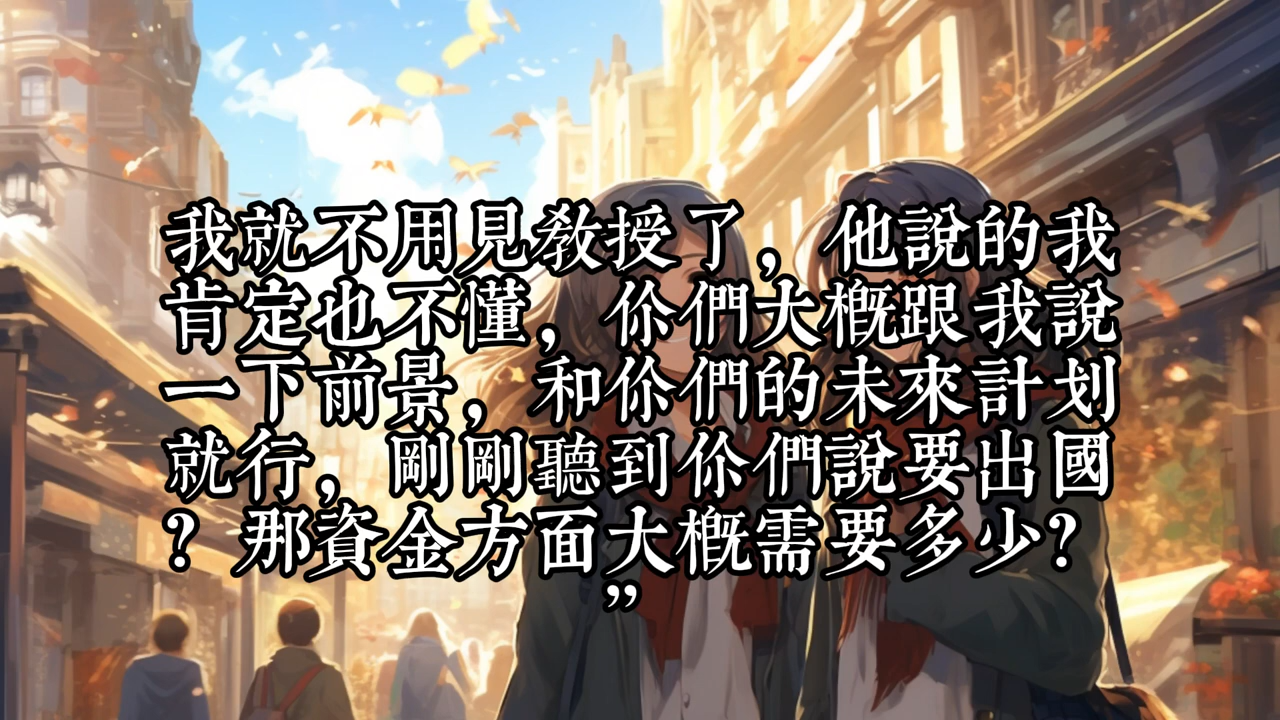 我就不用見教授了，他說的我
肯定也不懂，你們大概跟我說
一下前景，和你們的未來計划
就行，剛剛聽到你們說要出國
？那資金方面大概需要多少？
”